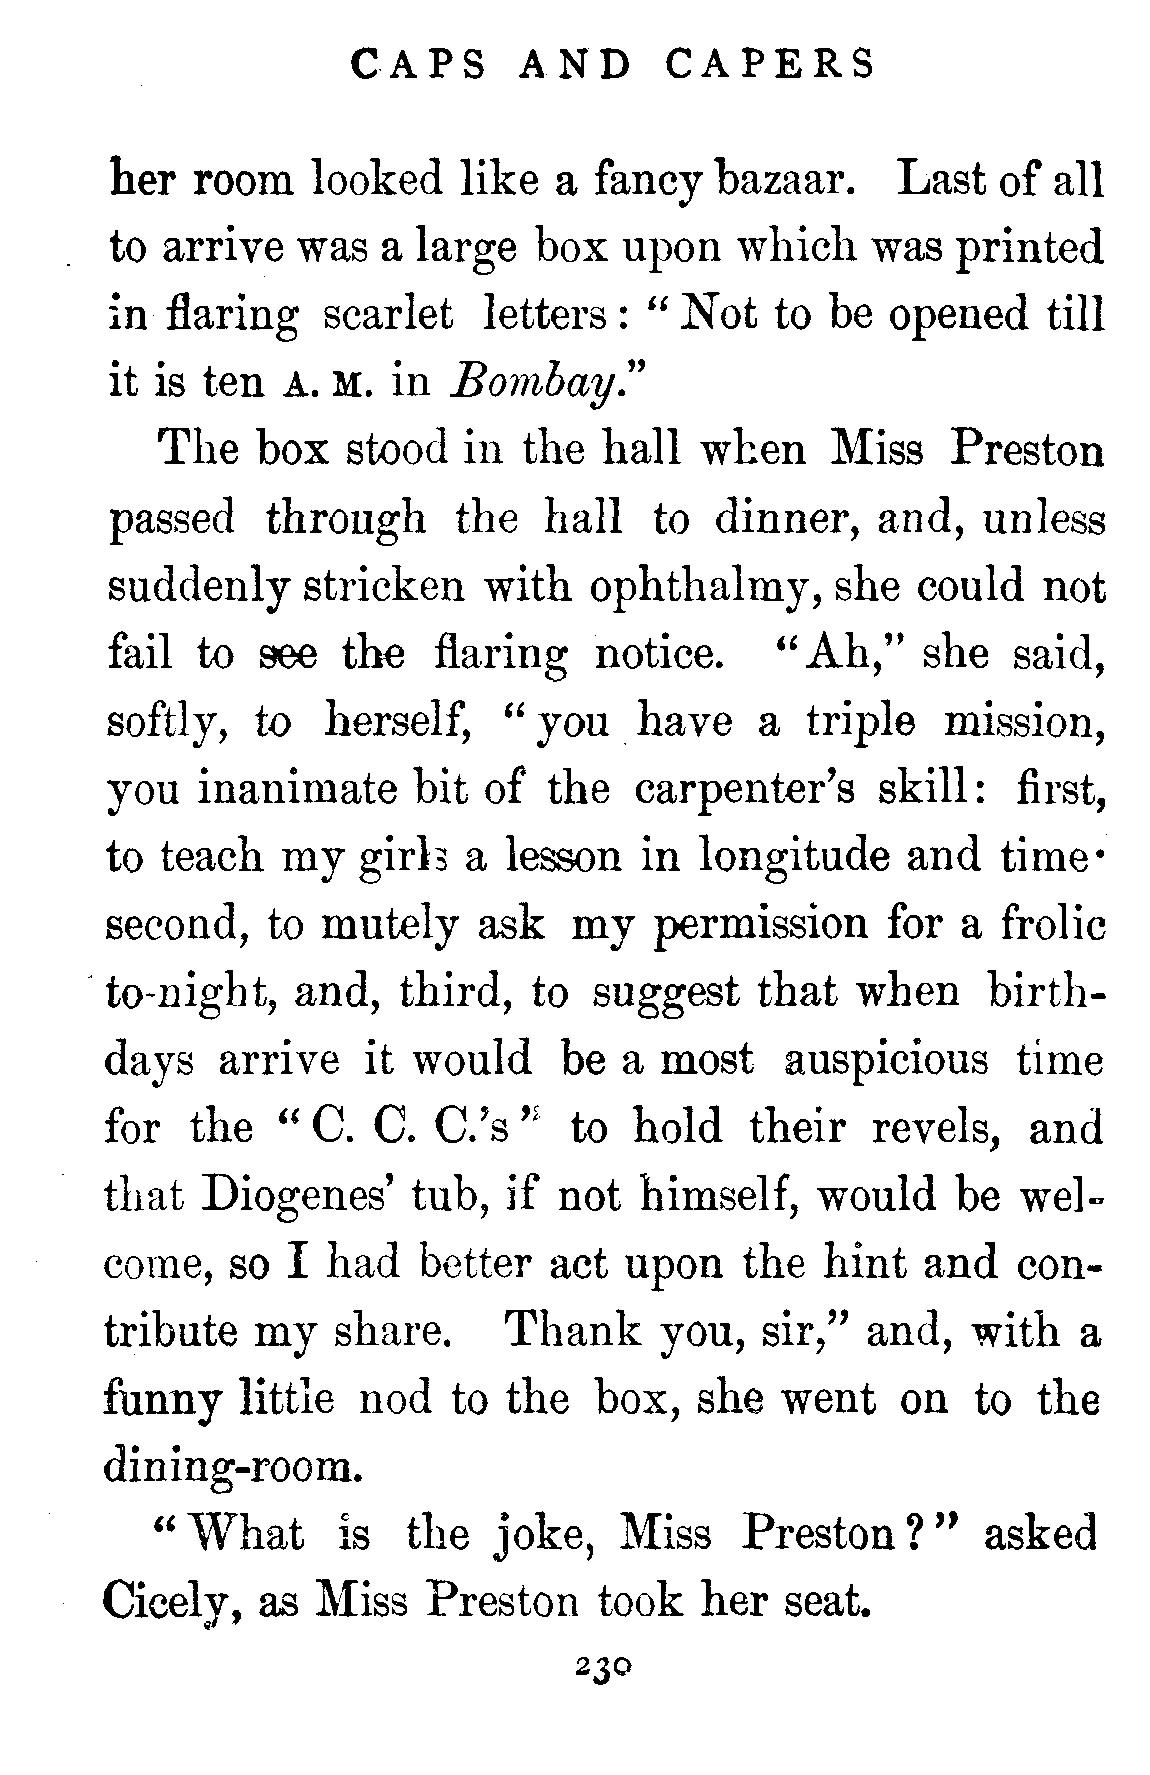 CAPS AND CAPERS
her room looked like a fancy bazaar. Last of all
to arrive was a large box upon which was printed
in flaring scarlet letters: "Not to be opened till
it is ten A. M. in Bombay."
The box stood in the hall when Miss Preston
passed through the hall to dinner, and, unless
suddenly stricken with ophthalmy, she could not
fail to see the flaring notice. "Ah," she said,
softly, to herself, "you have a triple mission,
you inanimate bit of the carpenter's skill: first,
to teach my girls a lesson in longitude and time·
second, to mutely ask my permission for a frolic
to-night, and, third, to suggest that when birth-
days arrive it would be a most auspicious time
for the "C. C. C.'s" to hold their revels, and
that Diogenes' tub, if not himself, would be wel-
come, so I had better act upon the hint and con-
tribute my share. Thank you, sir," and, with a
funny little nod to the box, she went on to the
dining-room.
"What is the joke, Miss Preston?" asked
Cicely, as Miss Preston took her seat.
230